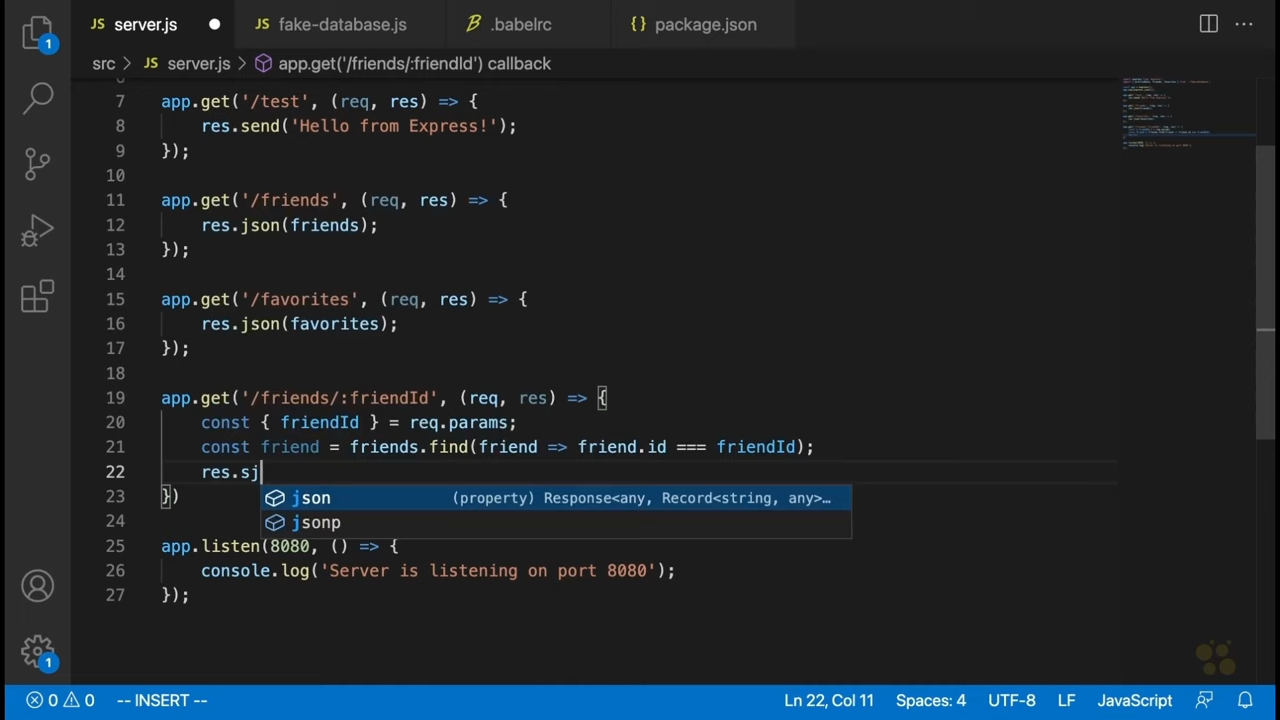 1
JS server.js
JS fake-database.js
.babelrc
{} package.json
src > JS server.js > app.get('/friends/:friendId') callback
7 app.get('/test', (req, res) => {
8 res.send('Hello from Express!');
9 });
10
11 app.get('/friends', (req, res) => {
12 res.json(friends);
13 });
14
15 app.get('/favorites', (req, res) => {
16 res.json(favorites);
17 });
18
19 app.get('/friends/:friendId', (req, res) => {
20 const { friendId } = req.params;
21 const friend = friends.find(friend => friend.id === friendId);
22 res.sj
json (property) Response<any, Record<string, any>…
jsonp
23 })
24
25 app.listen(8080, () => {
26 console.log('Server is listening on port 8080');
27 });
1
0 0 -- INSERT -- Ln 22, Col 11 Spaces: 4 UTF-8 LF JavaScript